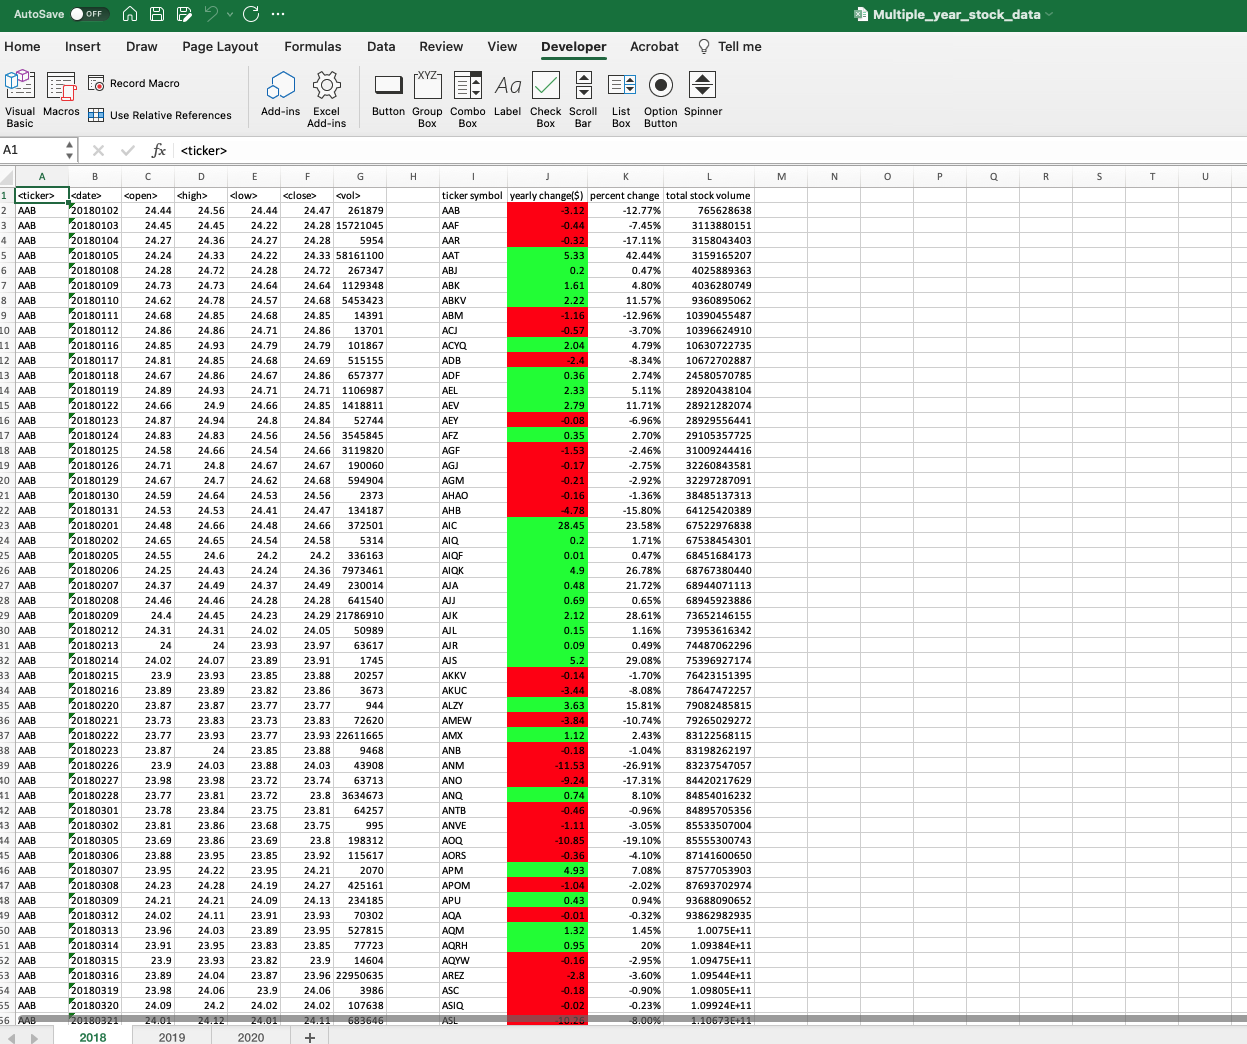 AutoSave OFF Multiple_year_stock_data
Home Insert Draw Page Layout Formulas Data Review View Developer Acrobat Tell me
Visual Basic Macros Record Macro Use Relative References Add-ins Excel Add-ins Button Group Box Combo Box Label Check Box Scroll Bar List Box Option Button Spinner
A1 fx <ticker>
A B C D E F G H I J K L M N O P Q R S T U
1 <ticker> <date> <open> <high> <low> <close> <vol> ticker symbol yearly change($) percent change total stock volume
2 AAB 20180102 24.44 24.56 24.44 24.47 261879 AAB -3.12 -12.77% 765628638
3 AAB 20180103 24.45 24.45 24.22 24.28 15721045 AAF -0.44 -7.45% 3113880151
4 AAB 20180104 24.27 24.36 24.27 24.28 5954 AAR -0.32 -17.11% 3158043403
5 AAB 20180105 24.24 24.33 24.22 24.33 58161100 AAT 5.33 42.44% 3159165207
6 AAB 20180108 24.28 24.72 24.28 24.72 267347 ABJ 0.2 0.47% 4025889363
7 AAB 20180109 24.73 24.73 24.64 24.64 1129348 ABK 1.61 4.80% 4036280749
8 AAB 20180110 24.62 24.78 24.57 24.68 5453423 ABKV 2.22 11.57% 9360895062
9 AAB 20180111 24.68 24.85 24.68 24.85 14391 ABM -1.16 -12.96% 10390455487
10 AAB 20180112 24.86 24.86 24.71 24.86 13701 ACJ -0.57 -3.70% 10396624910
11 AAB 20180116 24.85 24.93 24.79 24.79 101867 ACYQ 2.04 4.79% 10630722735
12 AAB 20180117 24.81 24.85 24.68 24.69 515155 ADB -2.4 -8.34% 10672702887
13 AAB 20180118 24.67 24.86 24.67 24.86 657377 ADF 0.36 2.74% 24580570785
14 AAB 20180119 24.89 24.93 24.71 24.71 1106987 AEL 2.33 5.11% 28920438104
15 AAB 20180122 24.66 24.9 24.66 24.85 1418811 AEV 2.79 11.71% 28921282074
16 AAB 20180123 24.87 24.94 24.8 24.84 52744 AEY -0.08 -6.96% 28929556441
17 AAB 20180124 24.83 24.83 24.56 24.56 3545845 AFZ 0.35 2.70% 29105357725
18 AAB 20180125 24.58 24.66 24.54 24.66 3119820 AGF -1.53 -2.46% 31009244416
19 AAB 20180126 24.71 24.8 24.67 24.67 190060 AGJ -0.17 -2.75% 32260843581
20 AAB 20180129 24.67 24.7 24.62 24.68 594904 AGM -0.21 -2.92% 32297287091
21 AAB 20180130 24.59 24.64 24.53 24.56 2373 AHAO -0.16 -1.36% 38485137313
22 AAB 20180131 24.53 24.53 24.41 24.47 134187 AHB -4.78 -15.80% 64125420389
23 AAB 20180201 24.48 24.66 24.48 24.66 372501 AIC 28.45 23.58% 67522976838
24 AAB 20180202 24.65 24.65 24.54 24.58 5314 AIQ 0.2 1.71% 67538454301
25 AAB 20180205 24.55 24.6 24.2 24.2 336163 AIQF 0.01 0.47% 68451684173
26 AAB 20180206 24.25 24.43 24.24 24.36 7973461 AIQK 4.9 26.78% 68767380440
27 AAB 20180207 24.37 24.49 24.37 24.49 230014 AJA 0.48 21.72% 68944071113
28 AAB 20180208 24.46 24.46 24.28 24.28 641540 AJJ 0.69 0.65% 68945923886
29 AAB 20180209 24.4 24.45 24.23 24.29 21786910 AJK 2.12 28.61% 73652146155
30 AAB 20180212 24.31 24.31 24.02 24.05 50989 AJL 0.15 1.16% 73953616342
31 AAB 20180213 24 24 23.93 23.97 63617 AJR 0.09 0.49% 74487062296
32 AAB 20180214 24.02 24.07 23.89 23.91 1745 AJS 5.2 29.08% 75396927174
33 AAB 20180215 23.9 23.93 23.85 23.88 20257 AKKV -0.14 -1.70% 76423151395
34 AAB 20180216 23.89 23.89 23.82 23.86 3673 AKUC -3.44 -8.08% 78647472257
35 AAB 20180220 23.87 23.87 23.77 23.77 944 ALZY 3.63 15.81% 79082485815
36 AAB 20180221 23.73 23.83 23.73 23.83 72620 AMEW -3.84 -10.74% 79265029272
37 AAB 20180222 23.77 23.93 23.77 23.93 22611665 AMX 1.12 2.43% 83122568115
38 AAB 20180223 23.87 24 23.85 23.88 9468 ANB -0.18 -1.04% 83198262197
39 AAB 20180226 23.9 24.03 23.88 24.03 43908 ANM -11.53 -26.91% 83237547057
40 AAB 20180227 23.98 23.98 23.72 23.74 63713 ANO -9.24 -17.31% 84420217629
41 AAB 20180228 23.77 23.81 23.72 23.8 3634673 ANQ 0.74 8.10% 84854016232
42 AAB 20180301 23.78 23.84 23.75 23.81 64257 ANTB -0.46 -0.96% 84895705356
43 AAB 20180302 23.81 23.86 23.68 23.75 995 ANVE -1.11 -3.05% 85533507004
44 AAB 20180305 23.69 23.86 23.69 23.8 198312 AOQ -10.85 -19.10% 85555300743
45 AAB 20180306 23.88 23.95 23.85 23.92 115617 AORS -0.36 -4.10% 87141600650
46 AAB 20180307 23.95 24.22 23.95 24.21 2070 APM 4.93 7.08% 87577053903
47 AAB 20180308 24.23 24.28 24.19 24.27 425161 APOM -1.04 -2.02% 87693702974
48 AAB 20180309 24.21 24.21 24.09 24.13 234185 APU 0.43 0.94% 93688090652
49 AAB 20180312 24.02 24.11 23.91 23.93 70302 AQA -0.01 -0.32% 93862982935
50 AAB 20180313 23.96 24.03 23.89 23.95 527815 AQM 1.32 1.45% 1.0075E+11
51 AAB 20180314 23.91 23.95 23.83 23.85 77723 AQRH 0.95 20% 1.09384E+11
52 AAB 20180315 23.9 23.93 23.82 23.9 14604 AQYW -0.16 -2.95% 1.09475E+11
53 AAB 20180316 23.89 24.04 23.87 23.96 22950635 AREZ -2.8 -3.60% 1.09544E+11
54 AAB 20180319 23.98 24.06 23.9 24.06 3986 ASC -0.18 -0.90% 1.09805E+11
55 AAB 20180320 24.09 24.2 24.02 24.02 107638 ASIQ -0.02 -0.23% 1.09924E+11
56 AAB 20180321 24.01 24.12 24.01 24.11 683646 ASL -10.26 -8.00% 1.10673E+11
2018 2019 2020 +